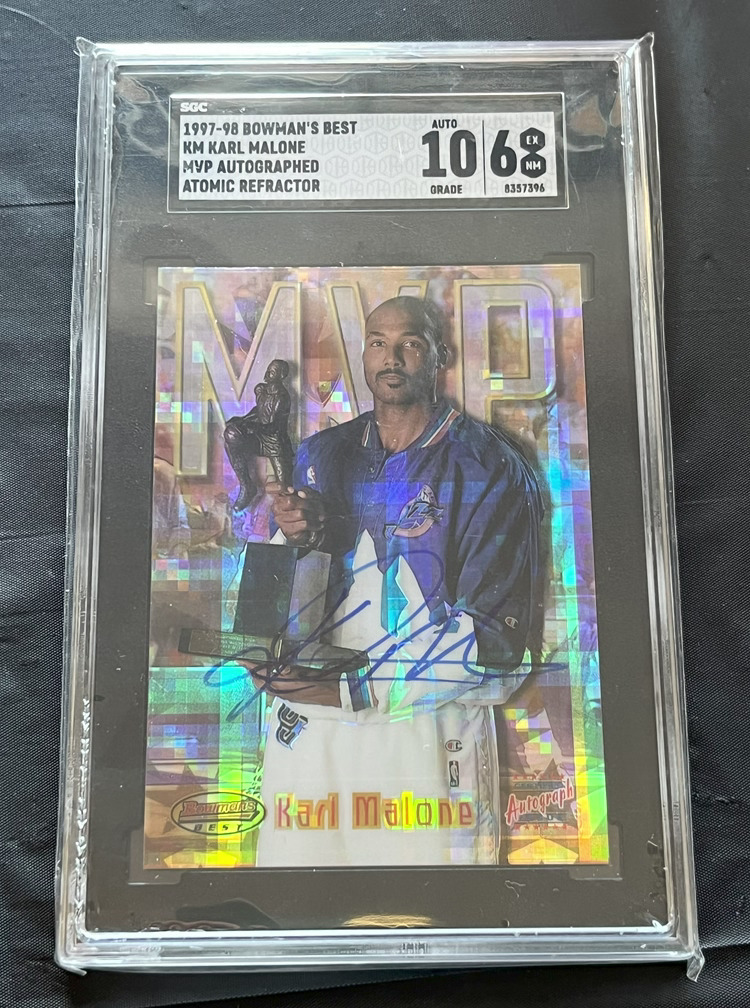 SGC
1997-98 BOWMAN'S BEST
KM KARL MALONE
MVP AUTOGRAPHED
ATOMIC REFRACTOR
AUTO
10
GRADE
6
EX
NM
8357396
MVP
Bowman's
BEST
Karl Malone
Autograph